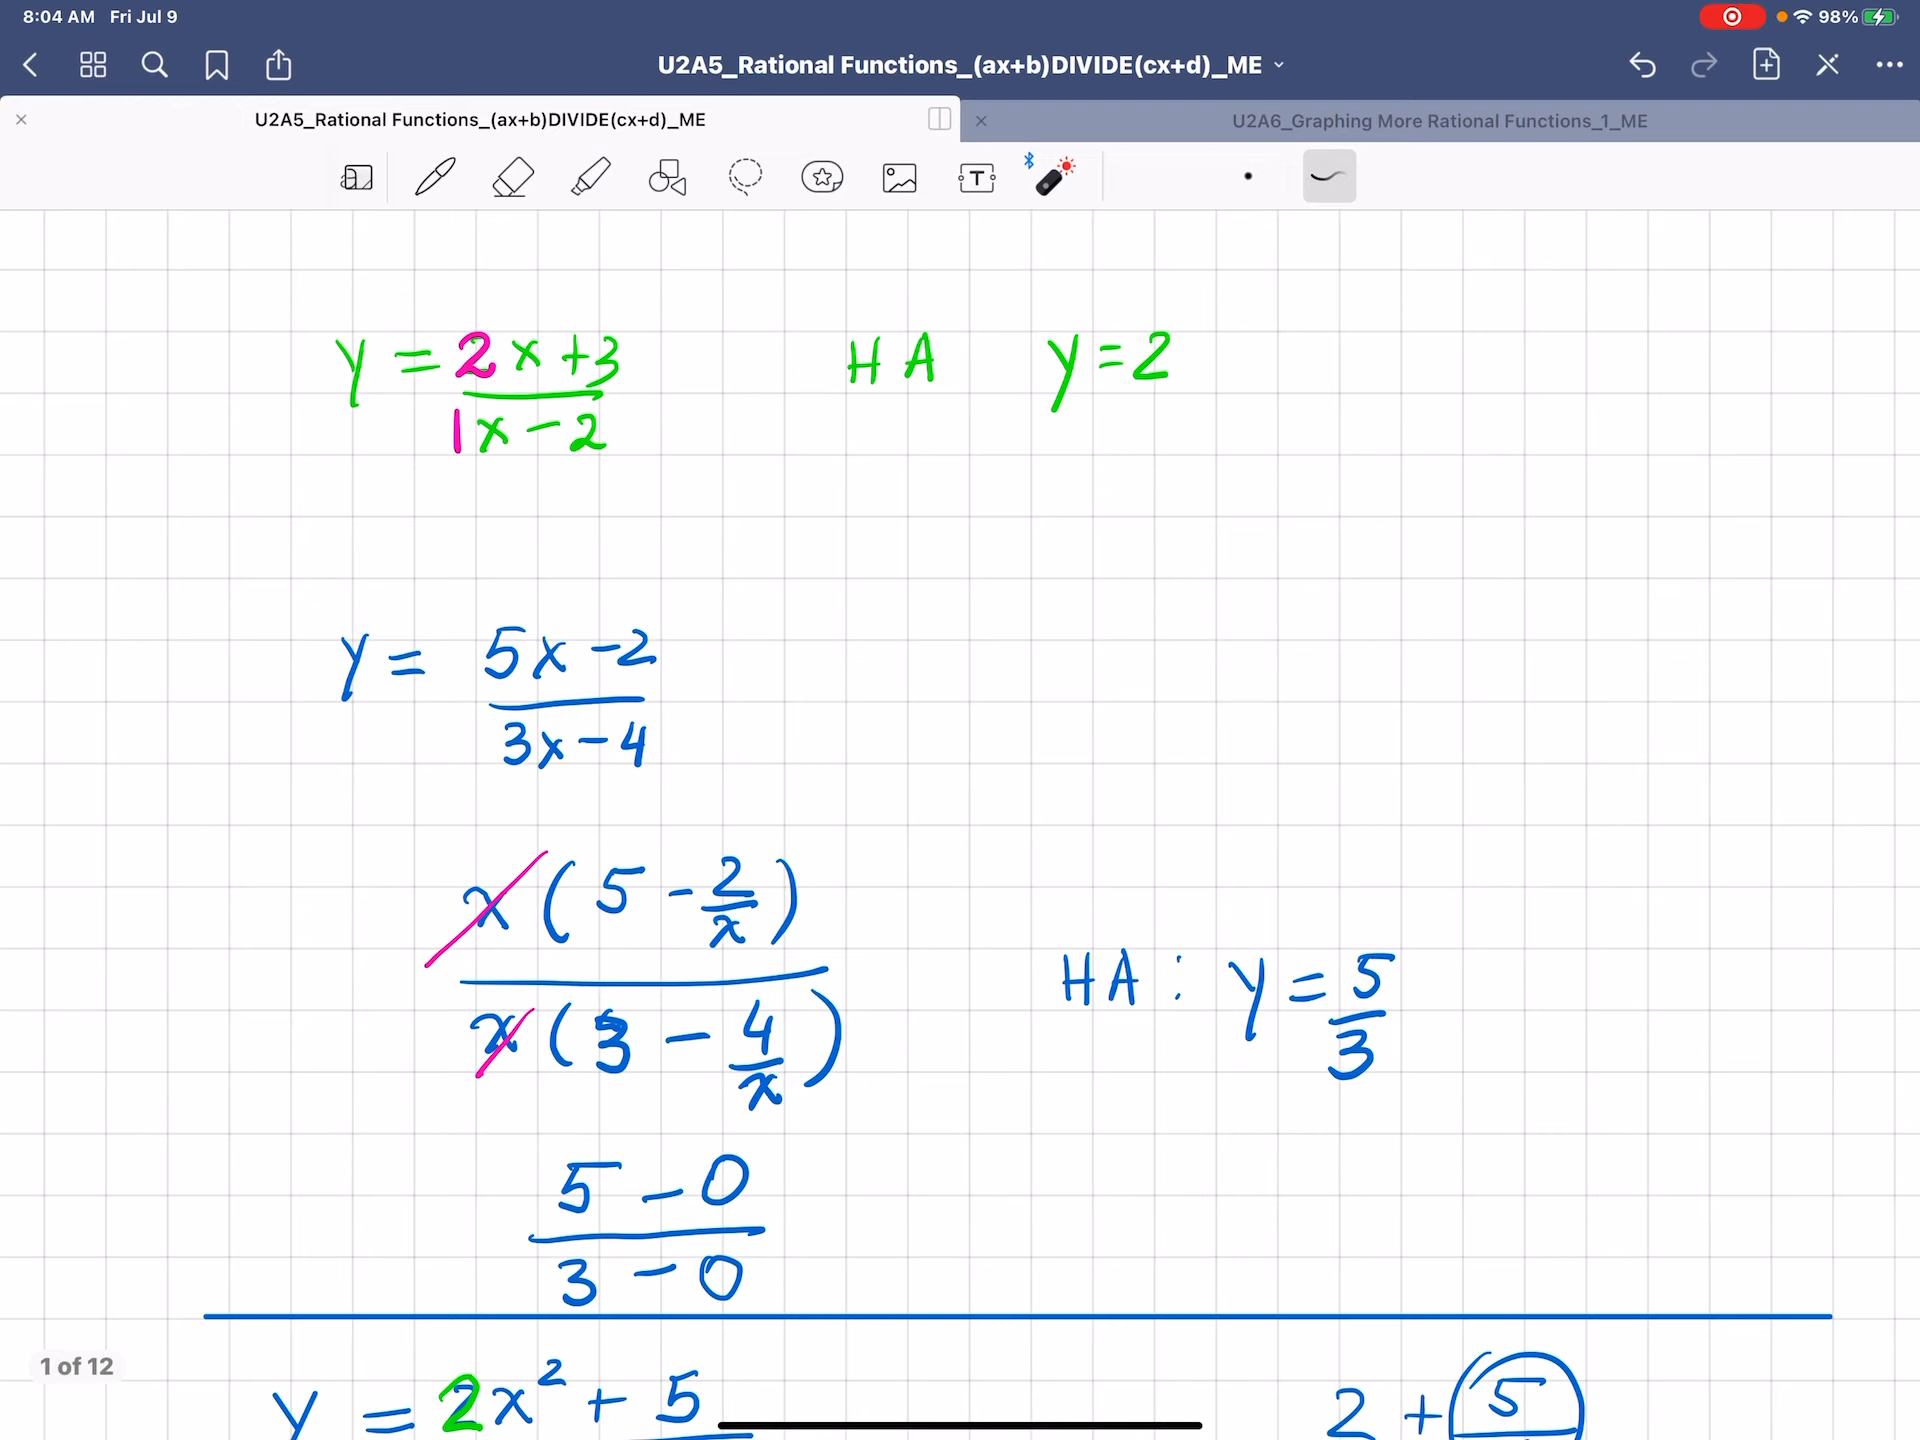 8:04 AM Fri Jul 9
98%
U2A5_Rational Functions_(ax+b)DIVIDE(cx+d)_ME
U2A5_Rational Functions_(ax+b)DIVIDE(cx+d)_ME
U2A6_Graphing More Rational Functions_1_ME
y = 2x+3 HA y=2
1x-2
y = 5x-2
3x-4
x(5 - 2/x)
x(3 - 4/x)
HA: y = 5/3
5-0
3-0
1 of 12
y = 2x² + 5
2 + 5